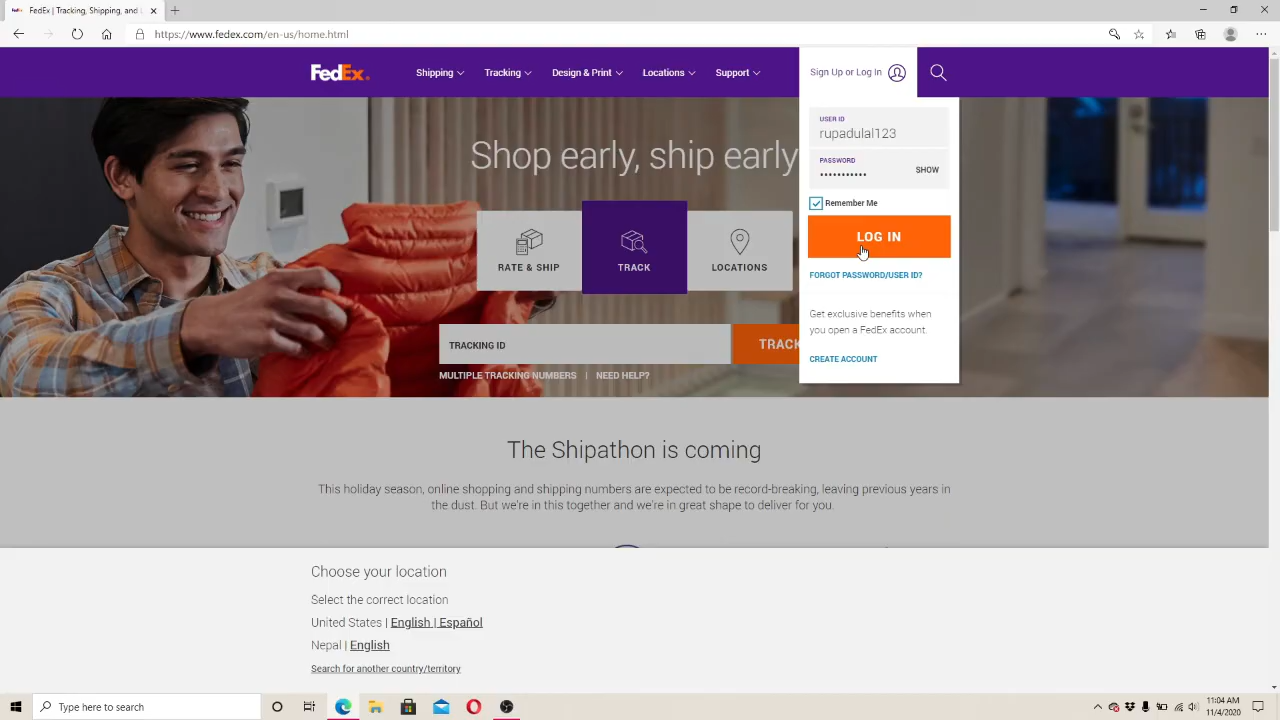 FedEx | Tracking, Shipping, and
https://www.fedex.com/en-us/home.html
FedEx
Shipping
Tracking
Design & Print
Locations
Support
Sign Up or Log In
USER ID
rupadulal123
PASSWORD
•••••••••••
SHOW
Remember Me
LOG IN
FORGOT PASSWORD/USER ID?
Get exclusive benefits when
you open a FedEx account.
CREATE ACCOUNT
Shop early, ship early
RATE & SHIP
TRACK
LOCATIONS
TRACKING ID
TRACK
MULTIPLE TRACKING NUMBERS | NEED HELP?
The Shipathon is coming
This holiday season, online shopping and shipping numbers are expected to be record-breaking, leaving previous years in
the dust. But we're in this together and we're in great shape to deliver for you.
Choose your location
Select the correct location
United States | English | Español
Nepal | English
Search for another country/territory
Type here to search
11:04 AM
11/4/2020